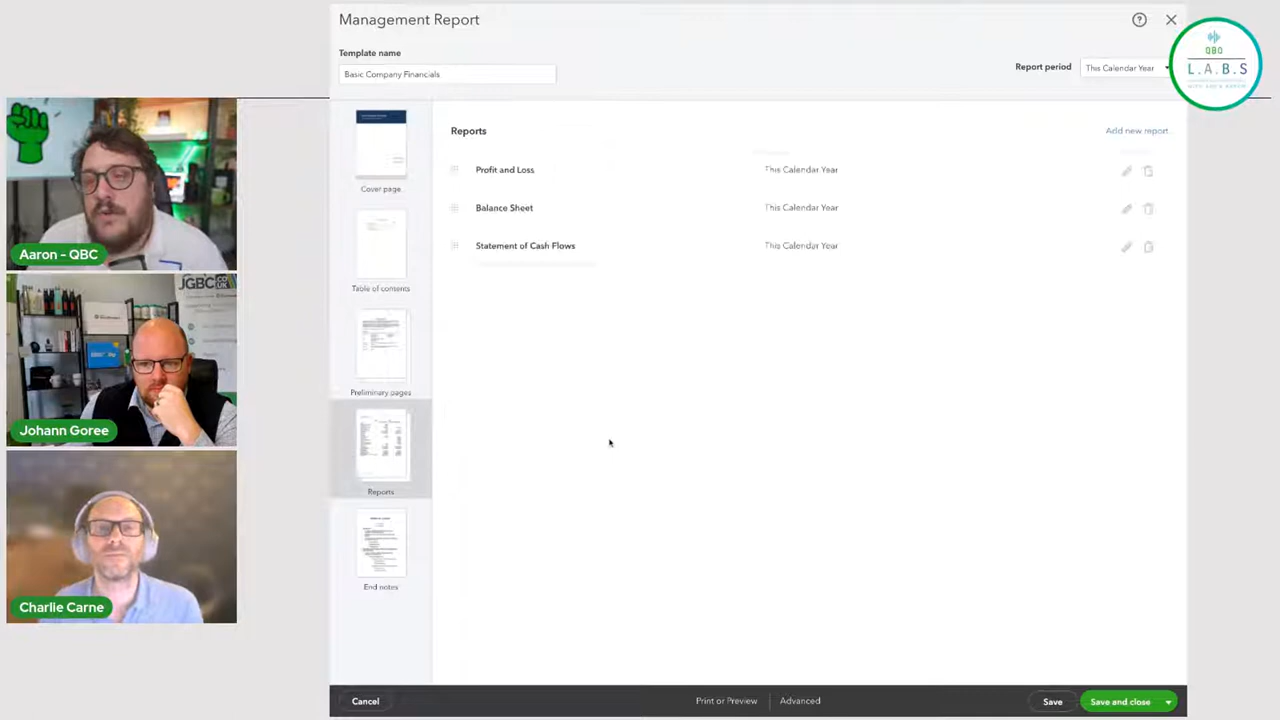 Management Report
Template name
Basic Company Financials
Report period
This Calendar Year
QBO
L.A.B.S
Cover page
Table of contents
Preliminary pages
Reports
End notes
Reports
Add new report
Profit and Loss
This Calendar Year
Balance Sheet
This Calendar Year
Statement of Cash Flows
This Calendar Year
Aaron - QBC
JGBC.CO
UK
Johann Goree
Charlie Carne
Cancel
Print or Preview
Advanced
Save
Save and close